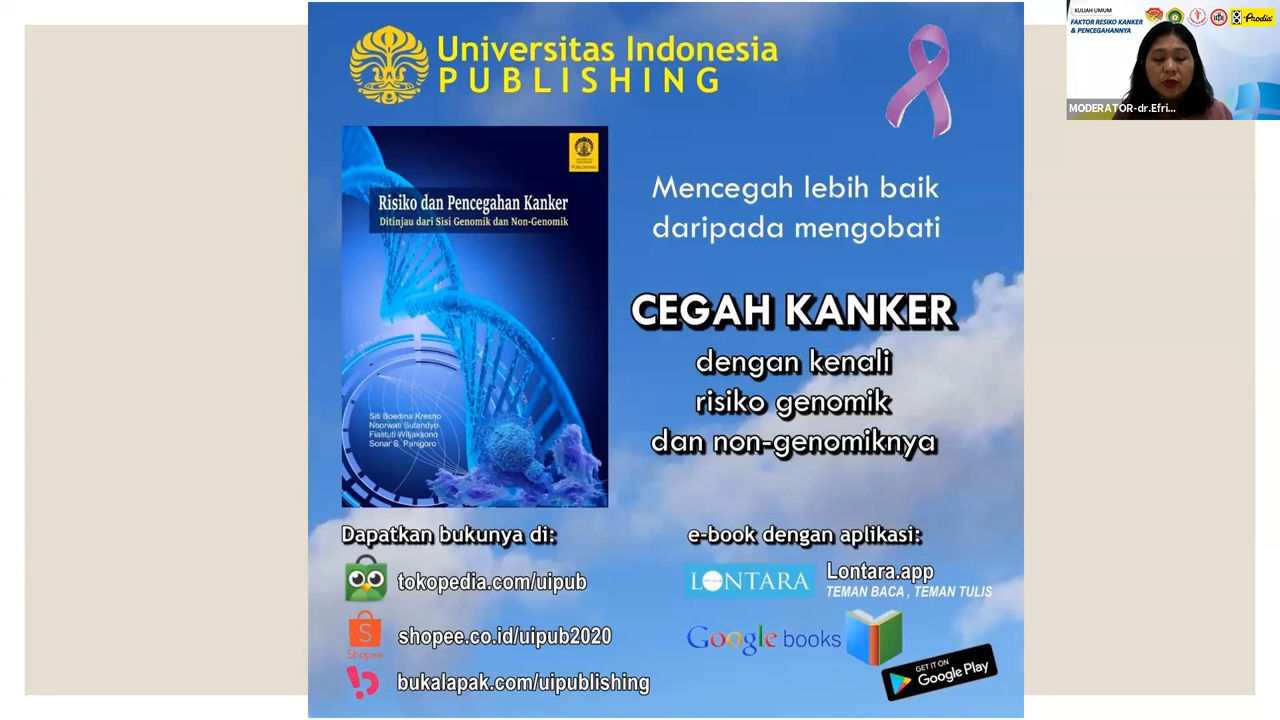 Universitas Indonesia
PUBLISHING
Risiko dan Pencegahan Kanker
Ditinjau dari Sisi Genomik dan Non-Genomik
Siti Boedina Kresno
Noorwati Sutandyo
Fiastuti Witjaksono
Sonar S. Panigoro
Mencegah lebih baik
daripada mengobati
CEGAH KANKER
dengan kenali
risiko genomik
dan non-genomiknya
Dapatkan bukunya di:
tokopedia.com/uipub
Shopee
shopee.co.id/uipub2020
bukalapak.com/uipublishing
e-book dengan aplikasi:
LONTARA
Lontara.app
TEMAN BACA , TEMAN TULIS
Google books
GET IT ON
Google Play
KULIAH UMUM
FAKTOR RESIKO KANKER
& PENCEGAHANNYA
Prodia
MODERATOR-dr.Efri...